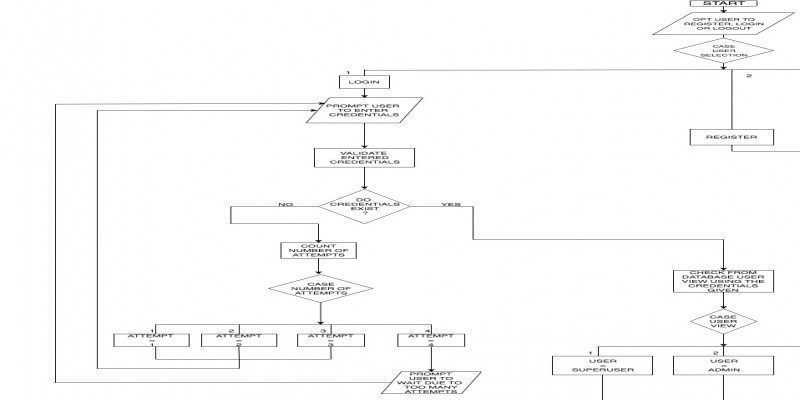 START
OPT USER TO
REGISTER, LOGIN
OR LOGOUT
CASE
USER
SELECTION
1
2
LOGIN
PROMPT USER
TO ENTER
CREDENTIALS
REGISTER
VALIDATE
ENTERED
CREDENTIALS
DO
CREDENTIALS
EXIST
?
NO
YES
COUNT
NUMBER OF
ATTEMPTS
CHECK FROM
DATABASE USER
VIEW USING THE
CREDENTIALS
GIVEN
CASE
NUMBER OF
ATTEMPTS
CASE
USER
VIEW
1
2
3
4
ATTEMPT
=
1
ATTEMPT
=
2
ATTEMPT
=
3
ATTEMPT
=
4
1
2
USER
=
SUPERUSER
USER
=
ADMIN
PROMPT
USER TO
WAIT DUE TO
TOO MANY
ATTEMPTS